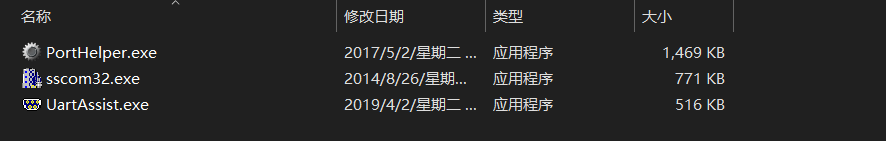 名称 修改日期 类型 大小
PortHelper.exe 2017/5/2/星期二 ... 应用程序 1,469 KB
sscom32.exe 2014/8/26/星期... 应用程序 771 KB
UartAssist.exe 2019/4/2/星期二 ... 应用程序 516 KB